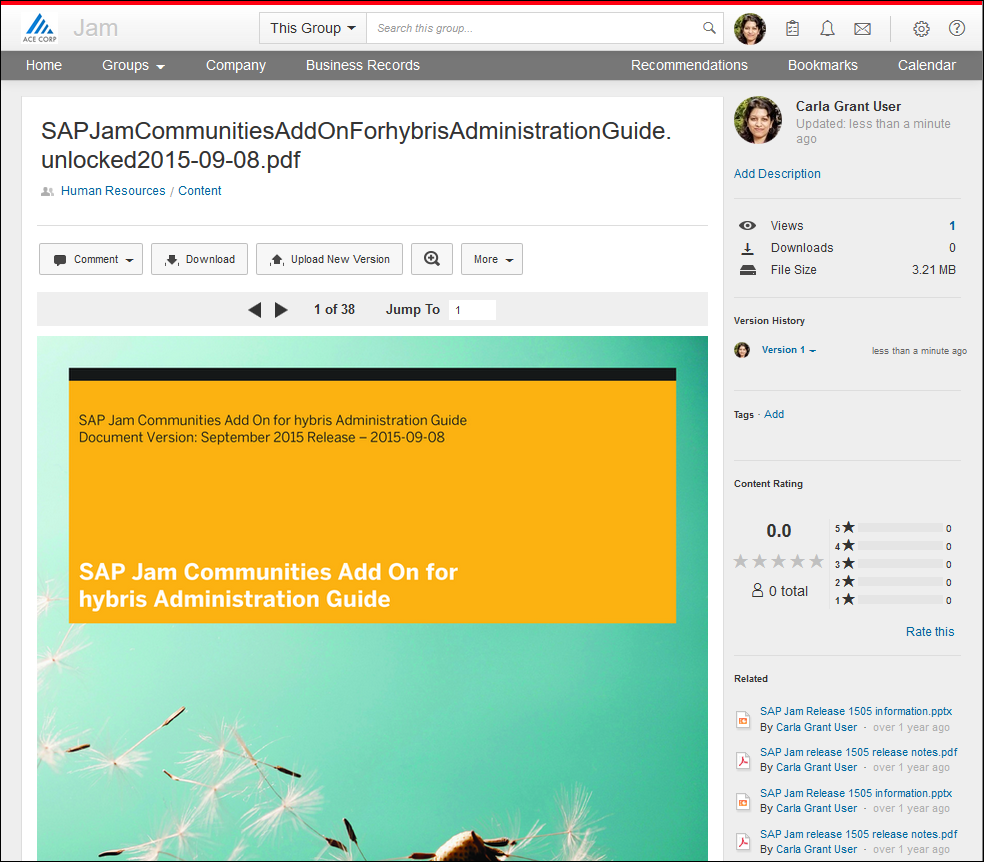 ACE CORP
Jam
This Group
Search this group...
Home
Groups
Company
Business Records
Recommendations
Bookmarks
Calendar
SAPJamCommunitiesAddOnForhybrisAdministrationGuide.
unlocked2015-09-08.pdf
Human Resources / Content
Comment
Download
Upload New Version
More
1 of 38
Jump To
1
SAP Jam Communities Add On for hybris Administration Guide
Document Version: September 2015 Release – 2015-09-08
SAP Jam Communities Add On for
hybris Administration Guide
Carla Grant User
Updated: less than a minute
ago
Add Description
Views 1
Downloads 0
File Size 3.21 MB
Version History
Version 1 less than a minute ago
Tags · Add
Content Rating
0.0
0 total
5 0
4 0
3 0
2 0
1 0
Rate this
Related
SAP Jam Release 1505 information.pptx
By Carla Grant User · over 1 year ago
SAP Jam release 1505 release notes.pdf
By Carla Grant User · over 1 year ago
SAP Jam Release 1505 information.pptx
By Carla Grant User · over 1 year ago
SAP Jam release 1505 release notes.pdf
By Carla Grant User · over 1 year ago